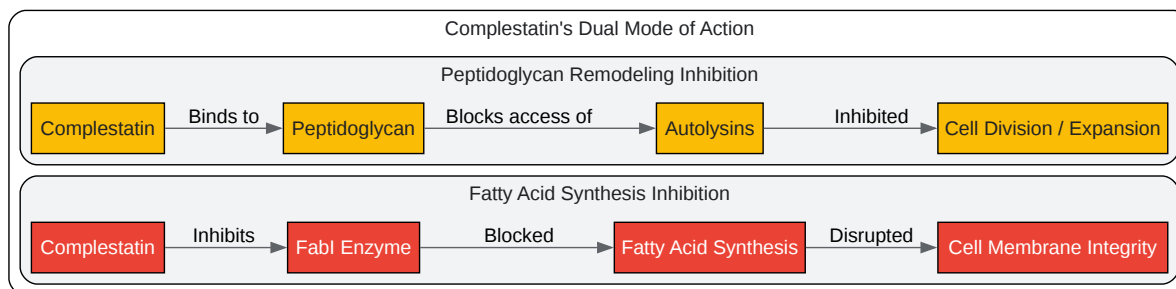 Complestatin's Dual Mode of Action
Peptidoglycan Remodeling Inhibition
Complestatin Binds to Peptidoglycan Blocks access of Autolysins Inhibited Cell Division / Expansion
Fatty Acid Synthesis Inhibition
Complestatin Inhibits FabI Enzyme Blocked Fatty Acid Synthesis Disrupted Cell Membrane Integrity